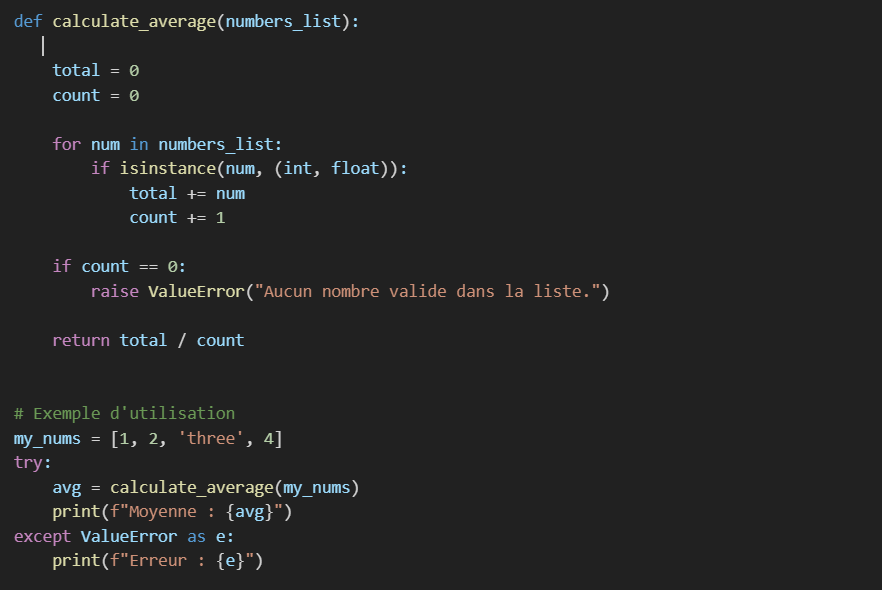 def calculate_average(numbers_list):
    total = 0
    count = 0
    for num in numbers_list:
        if isinstance(num, (int, float)):
            total += num
            count += 1
    if count == 0:
        raise ValueError("Aucun nombre valide dans la liste.")
    return total / count
# Exemple d'utilisation
my_nums = [1, 2, 'three', 4]
try:
    avg = calculate_average(my_nums)
    print(f"Moyenne : {avg}")
except ValueError as e:
    print(f"Erreur : {e}")